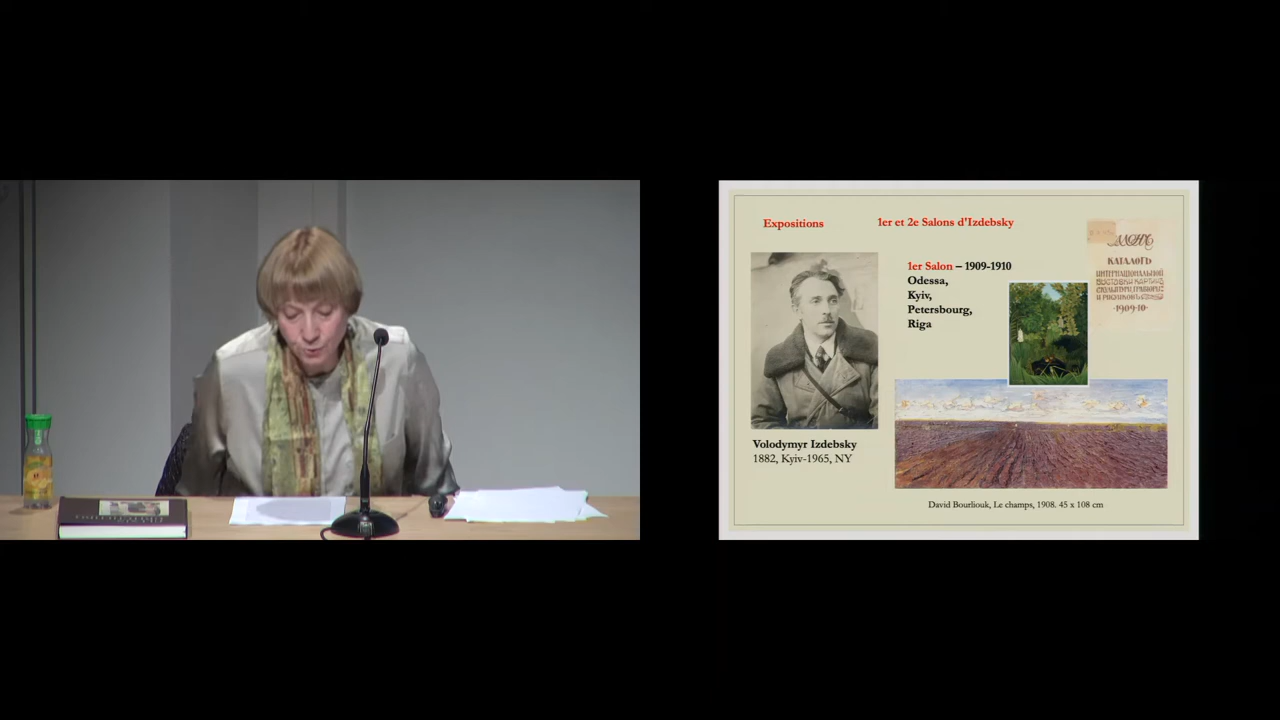 Expositions
1er et 2e Salons d'Izdebsky
1er Salon – 1909-1910
Odessa,
Kyiv,
Petersbourg,
Riga
КАТАЛОГЪ
ИНТЕРНАЦІОНАЛЬНОЙ
·1909-10·
Volodymyr Izdebsky
1882, Kyiv-1965, NY
David Bourliouk, Le champs, 1908. 45 x 108 cm